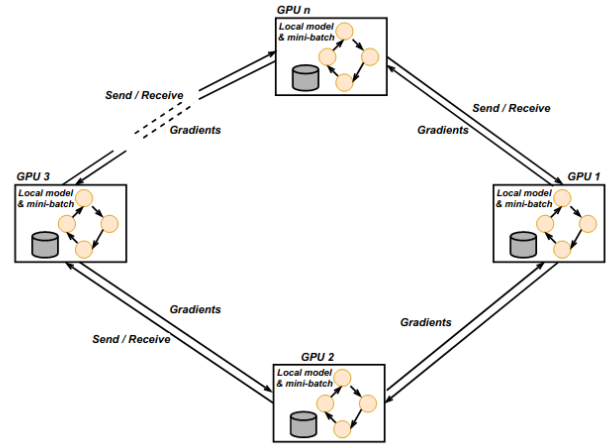 GPU n
Local model
& mini-batch
Send / Receive
Gradients
Send / Receive
Gradients
GPU 3
Local model
& mini-batch
GPU 1
Local model
& mini-batch
Gradients
Send / Receive
Gradients
GPU 2
Local model
& mini-batch